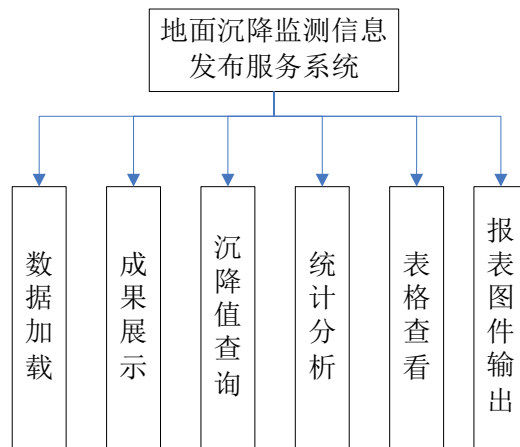 地面沉降监测信息
发布服务系统
数据加载
成果展示
沉降值查询
统计分析
表格查看
报表图件输出